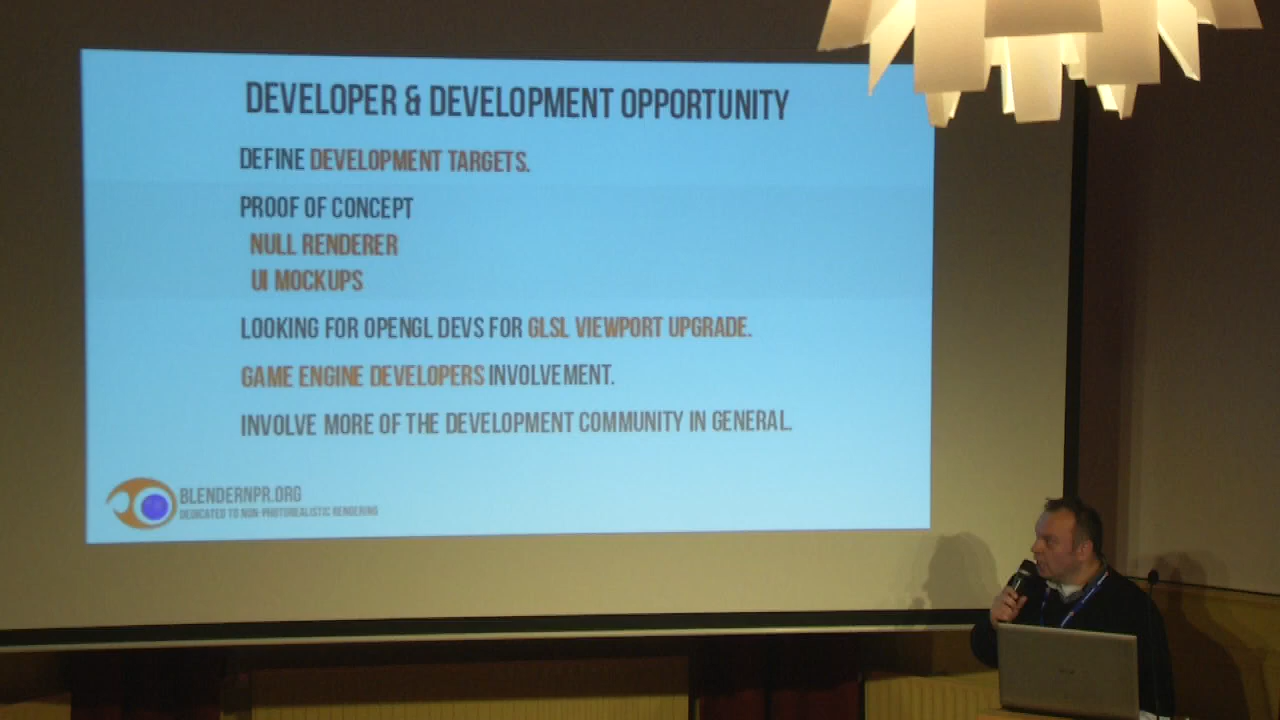 DEVELOPER & DEVELOPMENT OPPORTUNITY
DEFINE DEVELOPMENT TARGETS.
PROOF OF CONCEPT
NULL RENDERER
UI MOCKUPS
LOOKING FOR OPENGL DEVS FOR GLSL VIEWPORT UPGRADE.
GAME ENGINE DEVELOPERS INVOLVEMENT.
INVOLVE MORE OF THE DEVELOPMENT COMMUNITY IN GENERAL.
BLENDERNPR.ORG
DEDICATED TO NON-PHOTOREALISTIC RENDERING